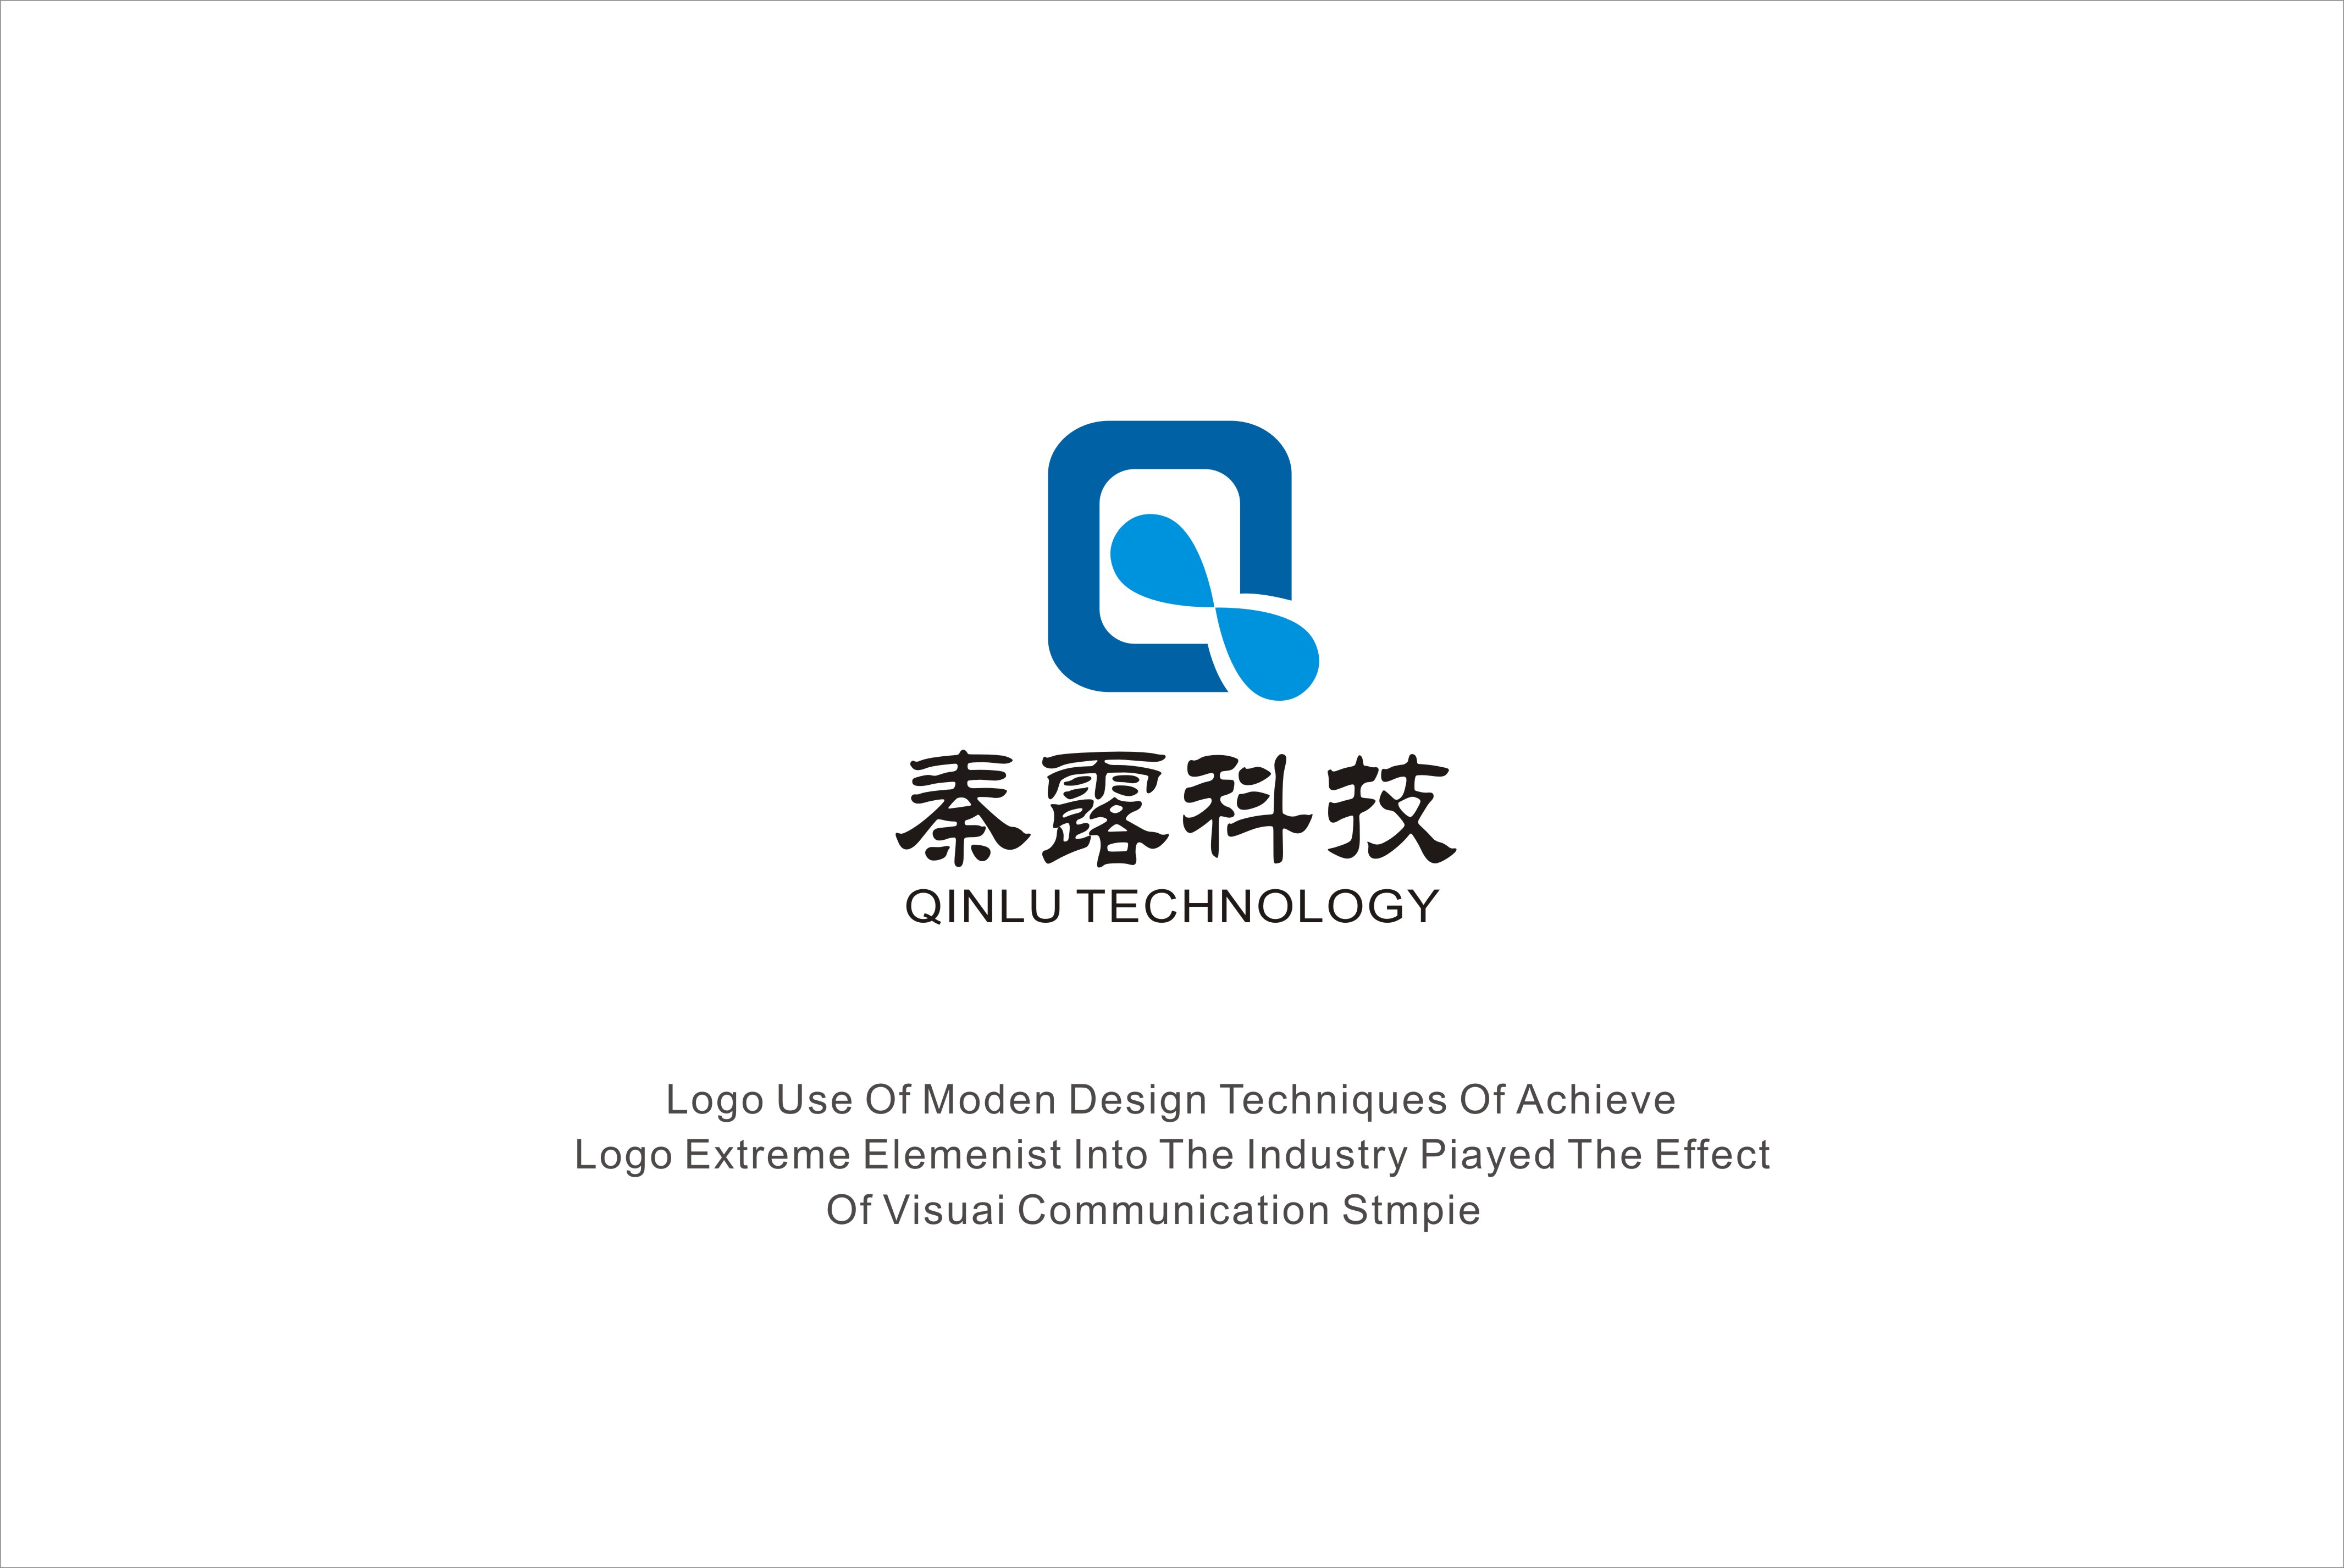 秦露科技
QINLU TECHNOLOGY
Logo Use Of Moden Design Techniques Of Achieve
Logo Extreme Elemenist Into The Industry Piayed The Effect
Of Visuai Communication Stmpie